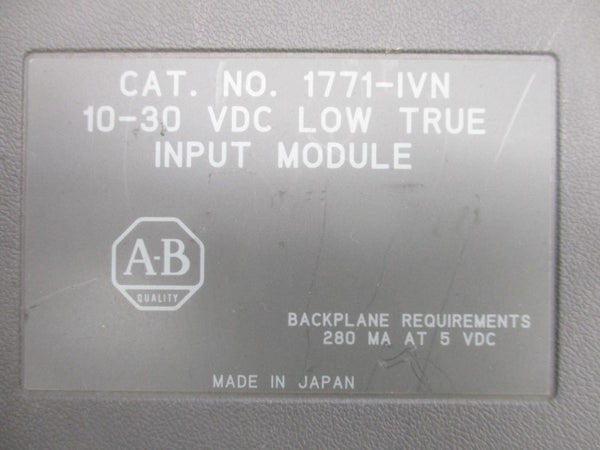 CAT. NO. 1771-IVN
10-30 VDC LOW TRUE
INPUT MODULE
A-B
QUALITY
BACKPLANE REQUIREMENTS
280 MA AT 5 VDC
MADE IN JAPAN